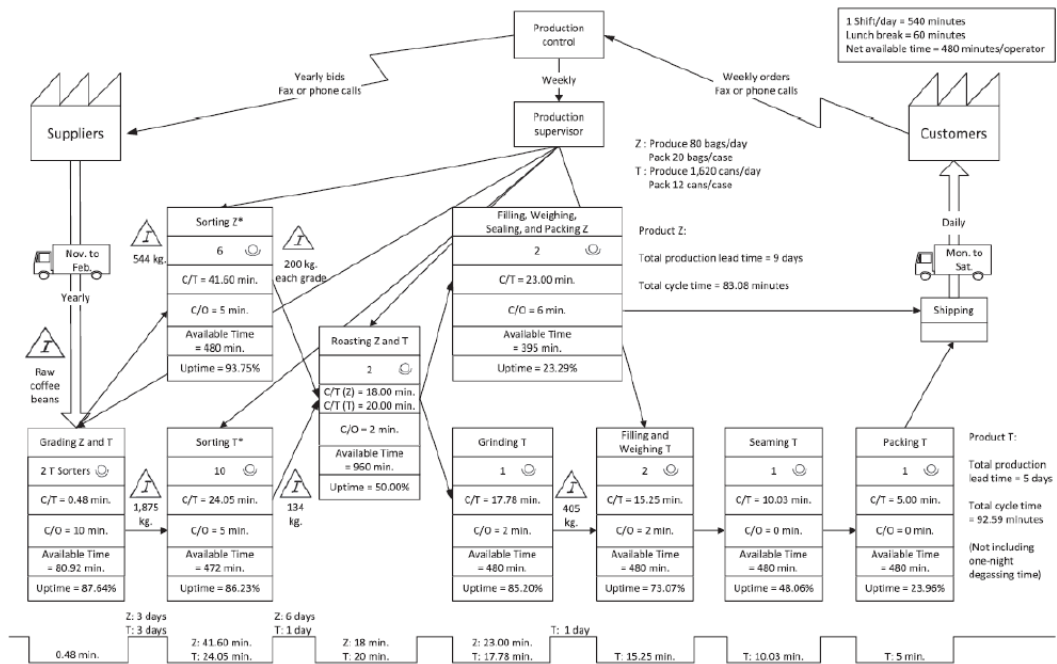 Production
control
1 Shift/day = 540 minutes
Lunch break = 60 minutes
Net available time = 480 minutes/operator
Yearly bids
Fax or phone calls
Weekly
Weekly orders
Fax or phone calls
Suppliers
Production
supervisor
Customers
Z : Produce 80 bags/day
Pack 20 bags/case
T : Produce 1,620 cans/day
Pack 12 cans/case
Nov. to
Feb.
Yearly
I
544 kg.
Sorting Z*
6
C/T = 41.60 min.
C/O = 5 min.
Available Time
= 480 min.
Uptime = 93.75%
I
200 kg.
each grade
Filling, Weighing,
Sealing, and Packing Z
2
C/T = 23.00 min.
C/O = 6 min.
Available Time
= 395 min.
Uptime = 23.29%
Product Z:
Total production lead time = 9 days
Total cycle time = 83.08 minutes
Daily
Mon. to
Sat.
Shipping
I
Raw
coffee
beans
Roasting Z and T
2
C/T (Z) = 18.00 min.
C/T (T) = 20.00 min.
C/O = 2 min.
Available Time
= 960 min.
Uptime = 50.00%
Grading Z and T
2 T Sorters
C/T = 0.48 min.
C/O = 10 min.
Available Time
= 80.92 min.
Uptime = 87.64%
I
1,875
kg.
Sorting T*
10
C/T = 24.05 min.
C/O = 5 min.
Available Time
= 472 min.
Uptime = 86.23%
I
134
kg.
Grinding T
1
C/T = 17.78 min.
C/O = 2 min.
Available Time
= 480 min.
Uptime = 85.20%
I
405
kg.
Filling and
Weighing T
2
C/T = 15.25 min.
C/O = 2 min.
Available Time
= 480 min.
Uptime = 73.07%
Seaming T
1
C/T = 10.03 min.
C/O = 0 min.
Available Time
= 480 min.
Uptime = 48.06%
Packing T
1
C/T = 5.00 min.
C/O = 0 min.
Available Time
= 480 min.
Uptime = 23.96%
Product T:
Total production
lead time = 5 days
Total cycle time
= 92.59 minutes
(Not including
one-night
degassing time)
0.48 min.
Z: 3 days
T: 3 days
Z: 41.60 min.
T: 24.05 min.
Z: 6 days
T: 1 day
Z: 18 min.
T: 20 min.
Z: 23.00 min.
T: 17.78 min.
T: 1 day
T: 15.25 min.
T: 10.03 min.
T: 5 min.